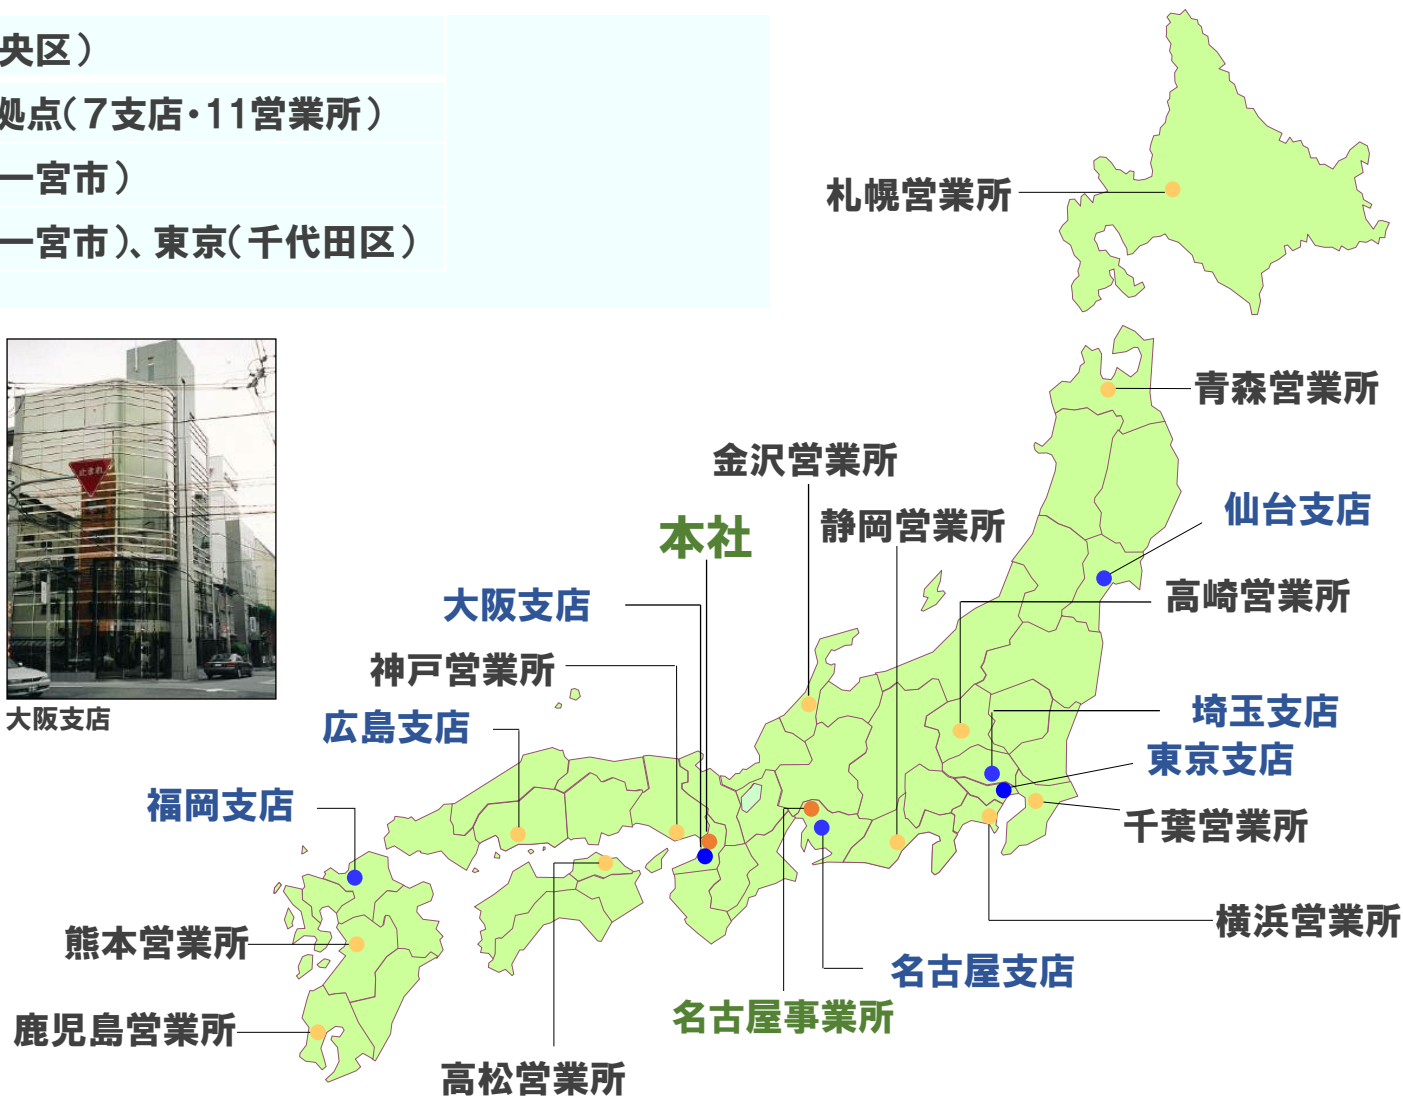 央区）
拠点（７支店・11営業所）
一宮市）
一宮市）、東京（千代田区）
札幌営業所
青森営業所
金沢営業所
仙台支店
静岡営業所
本社
高崎営業所
大阪支店
神戸営業所
埼玉支店
広島支店
東京支店
止まれ
大阪支店
福岡支店
千葉営業所
横浜営業所
熊本営業所
名古屋支店
名古屋事業所
鹿児島営業所
高松営業所